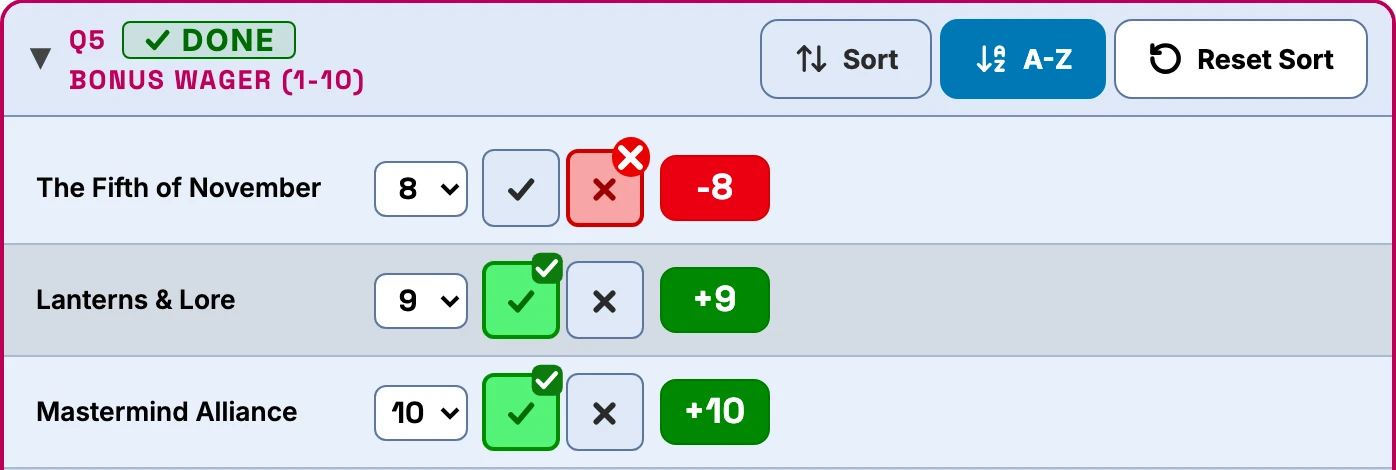 Q5 DONE
BONUS WAGER (1-10)
Sort
A-Z
Reset Sort
The Fifth of November 8 -8
Lanterns & Lore 9 +9
Mastermind Alliance 10 +10